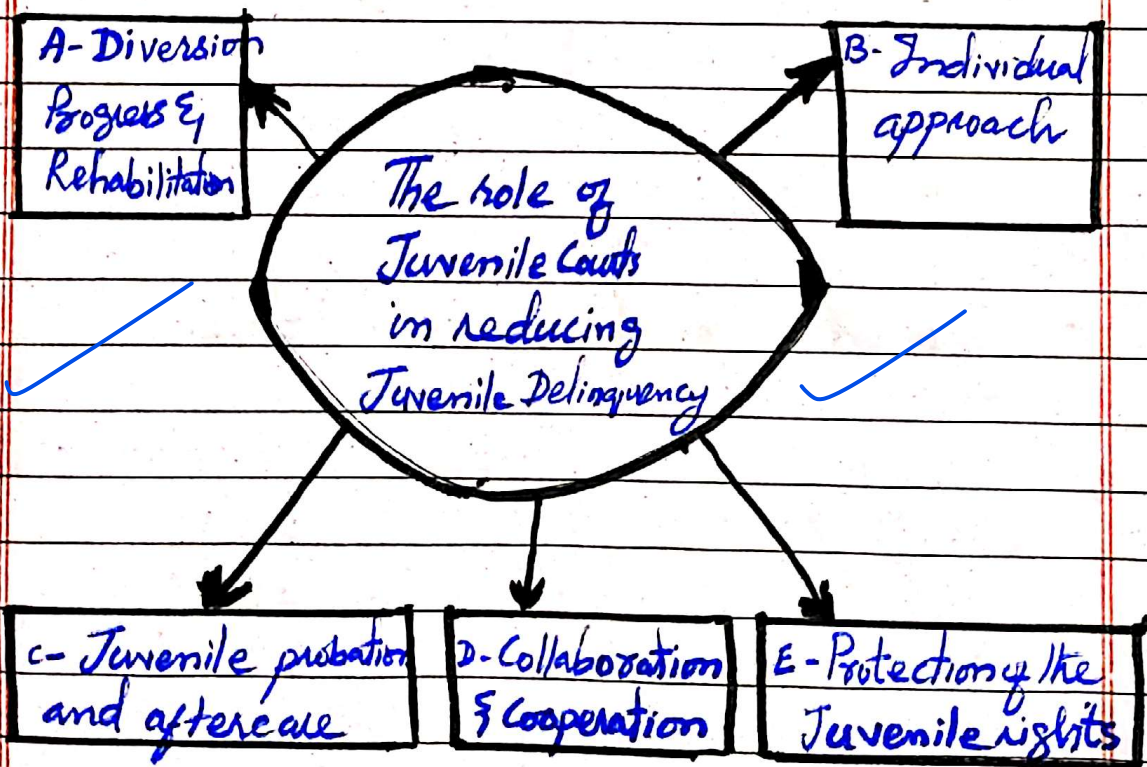 A- Diversion
Progress &
Rehabilitation
B- Individual
approach
The role of
Juvenile Courts
in reducing
Juvenile Delinquency
C- Juvenile probation
and aftercare
D- Collaboration
& Cooperation
E- Protection of the
Juvenile rights